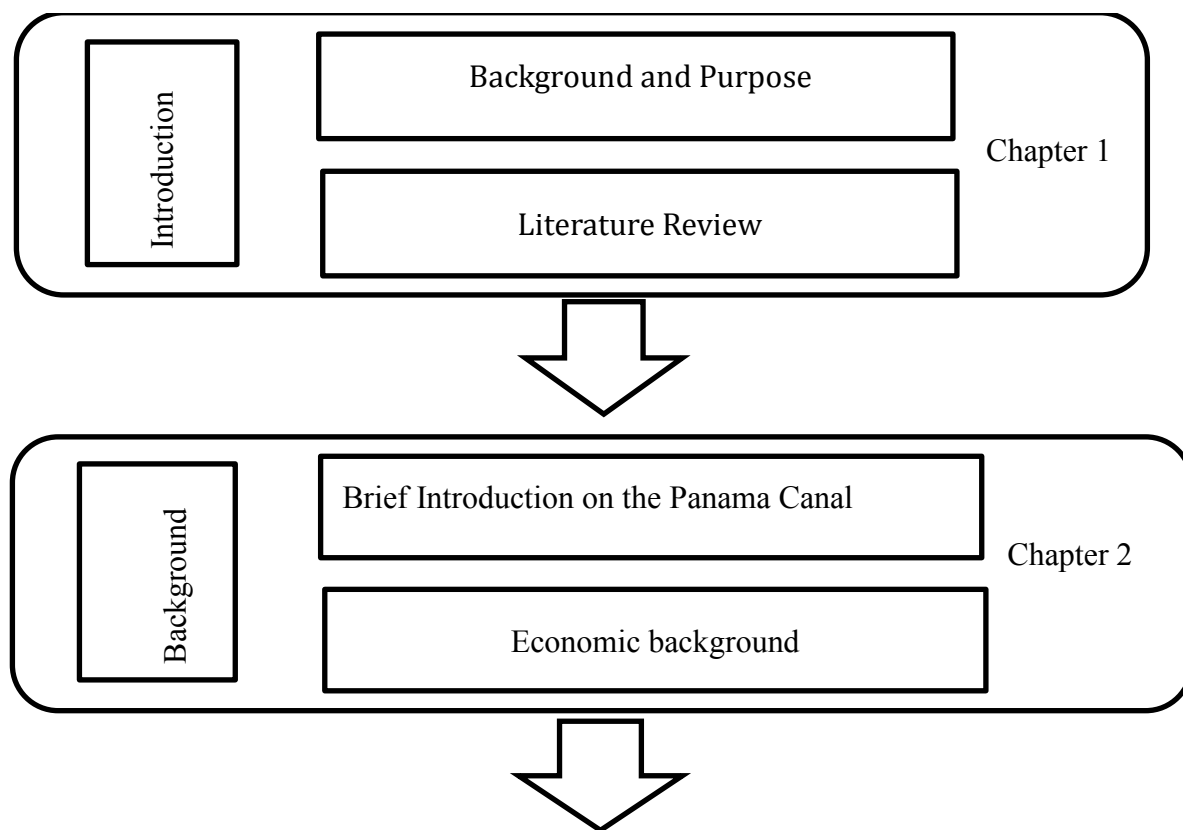 Introduction
Background and Purpose
Literature Review
Chapter 1
Background
Brief Introduction on the Panama Canal
Economic background
Chapter 2